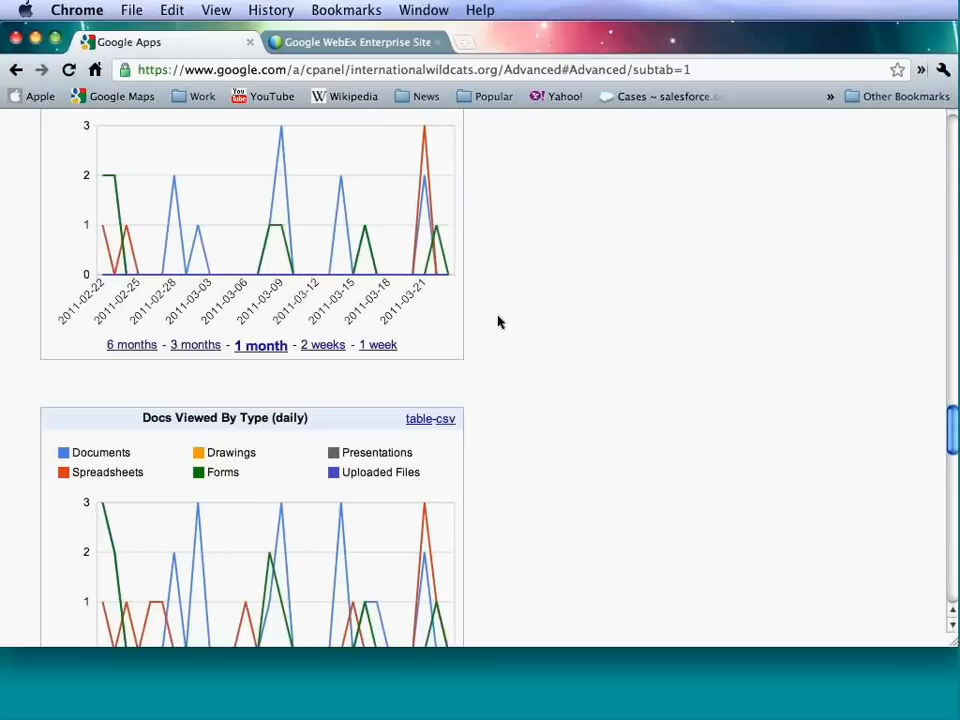 Chrome File Edit View History Bookmarks Window Help
Google Apps
Google WebEx Enterprise Site
https://www.google.com/a/cpanel/internationalwildcats.org/Advanced#Advanced/subtab=1
Apple Google Maps Work YouTube Wikipedia News Popular Yahoo! Cases ~ salesforce.c » Other Bookmarks
3
2
1
0
2011-02-22 2011-02-25 2011-02-28 2011-03-03 2011-03-06 2011-03-09 2011-03-12 2011-03-15 2011-03-18 2011-03-21
6 months - 3 months - 1 month - 2 weeks - 1 week
Docs Viewed By Type (daily) table-csv
Documents Drawings Presentations
Spreadsheets Forms Uploaded Files
3
2
1